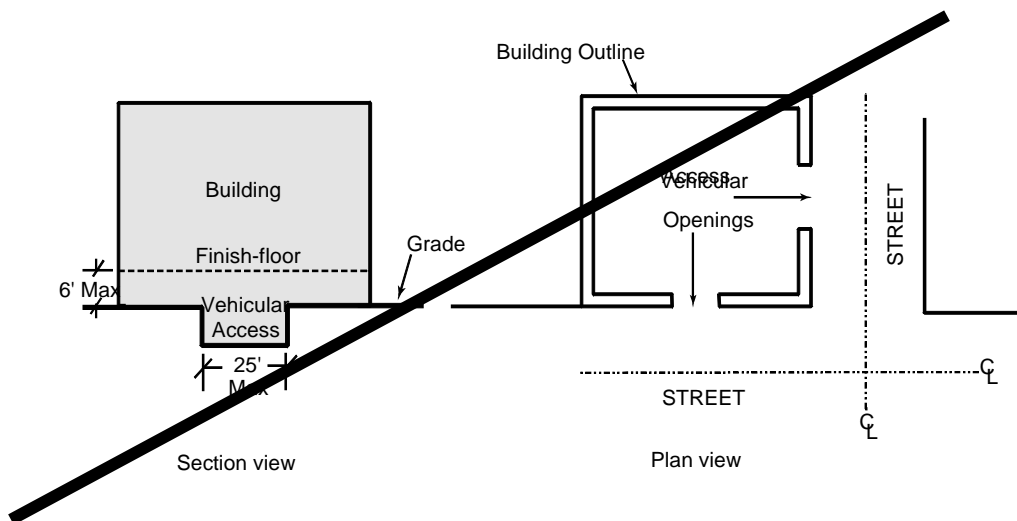 Building Outline
Building
Finish-floor
Grade
6' Max
Vehicular
Access
25'
Max
Section view
Access
Vehicular
Openings
STREET
STREET
CL
CL
Plan view